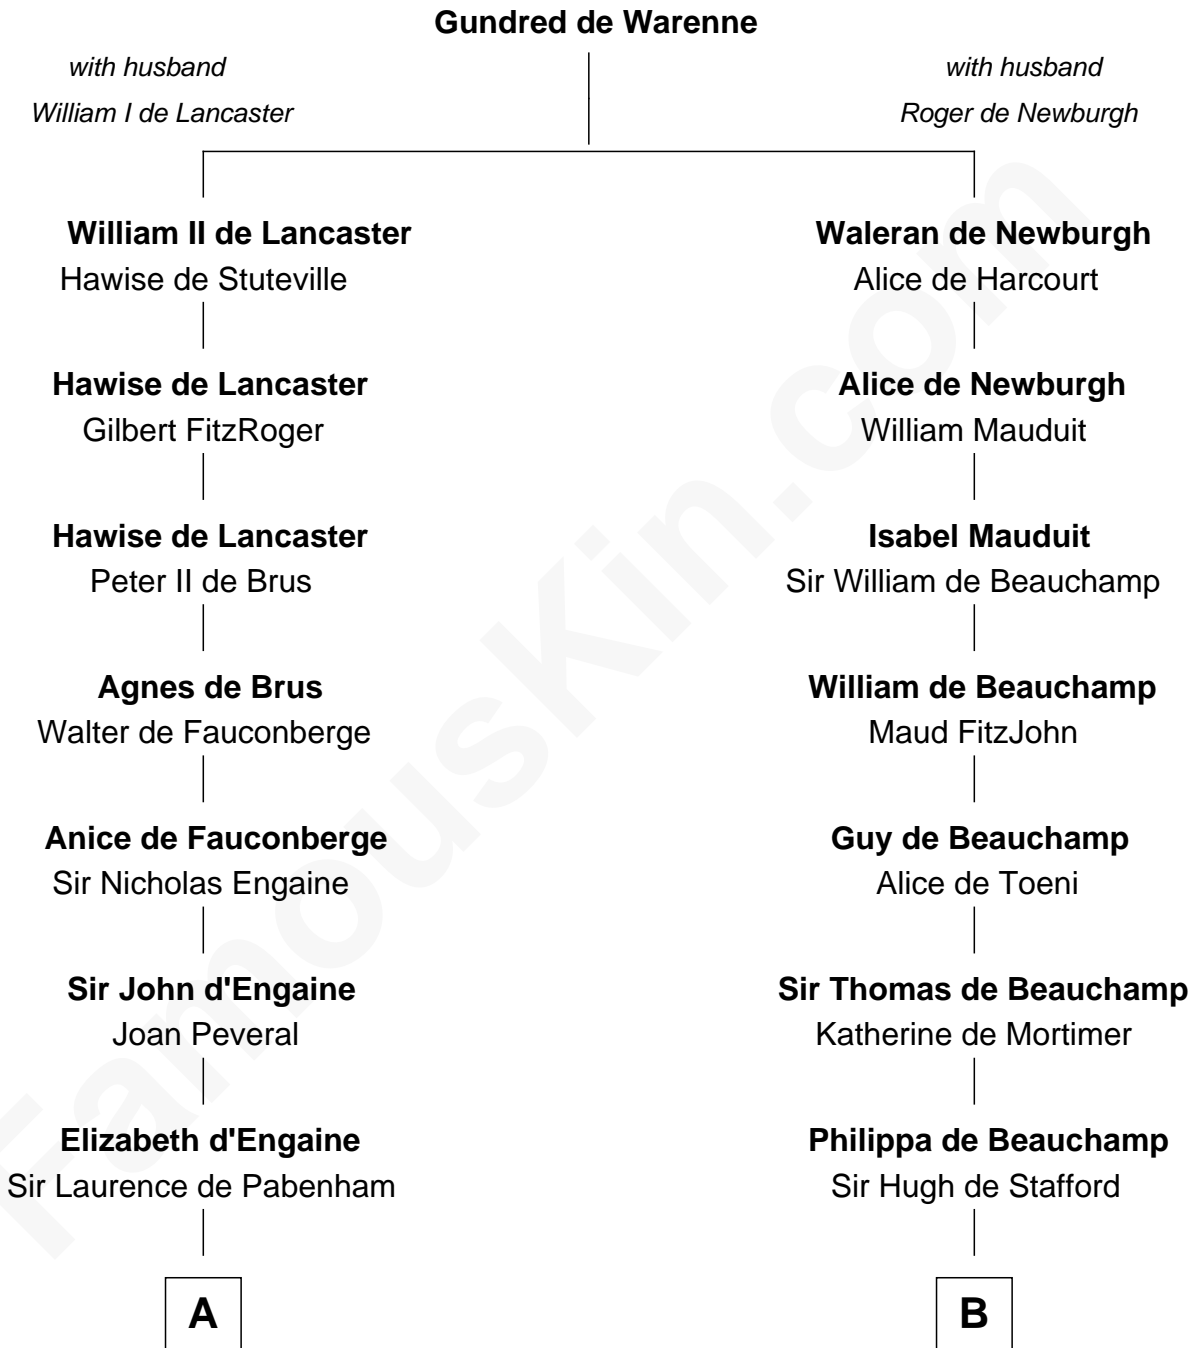 Gundred de Warenne
with husband
William I de Lancaster
with husband
Roger de Newburgh
William II de Lancaster
Hawise de Stuteville
Hawise de Lancaster
Gilbert FitzRoger
Hawise de Lancaster
Peter II de Brus
Agnes de Brus
Walter de Fauconberge
Anice de Fauconberge
Sir Nicholas Engaine
Sir John d'Engaine
Joan Peveral
Elizabeth d'Engaine
Sir Laurence de Pabenham
A
Waleran de Newburgh
Alice de Harcourt
Alice de Newburgh
William Mauduit
Isabel Mauduit
Sir William de Beauchamp
William de Beauchamp
Maud FitzJohn
Guy de Beauchamp
Alice de Toeni
Sir Thomas de Beauchamp
Katherine de Mortimer
Philippa de Beauchamp
Sir Hugh de Stafford
B
FamousKin.com